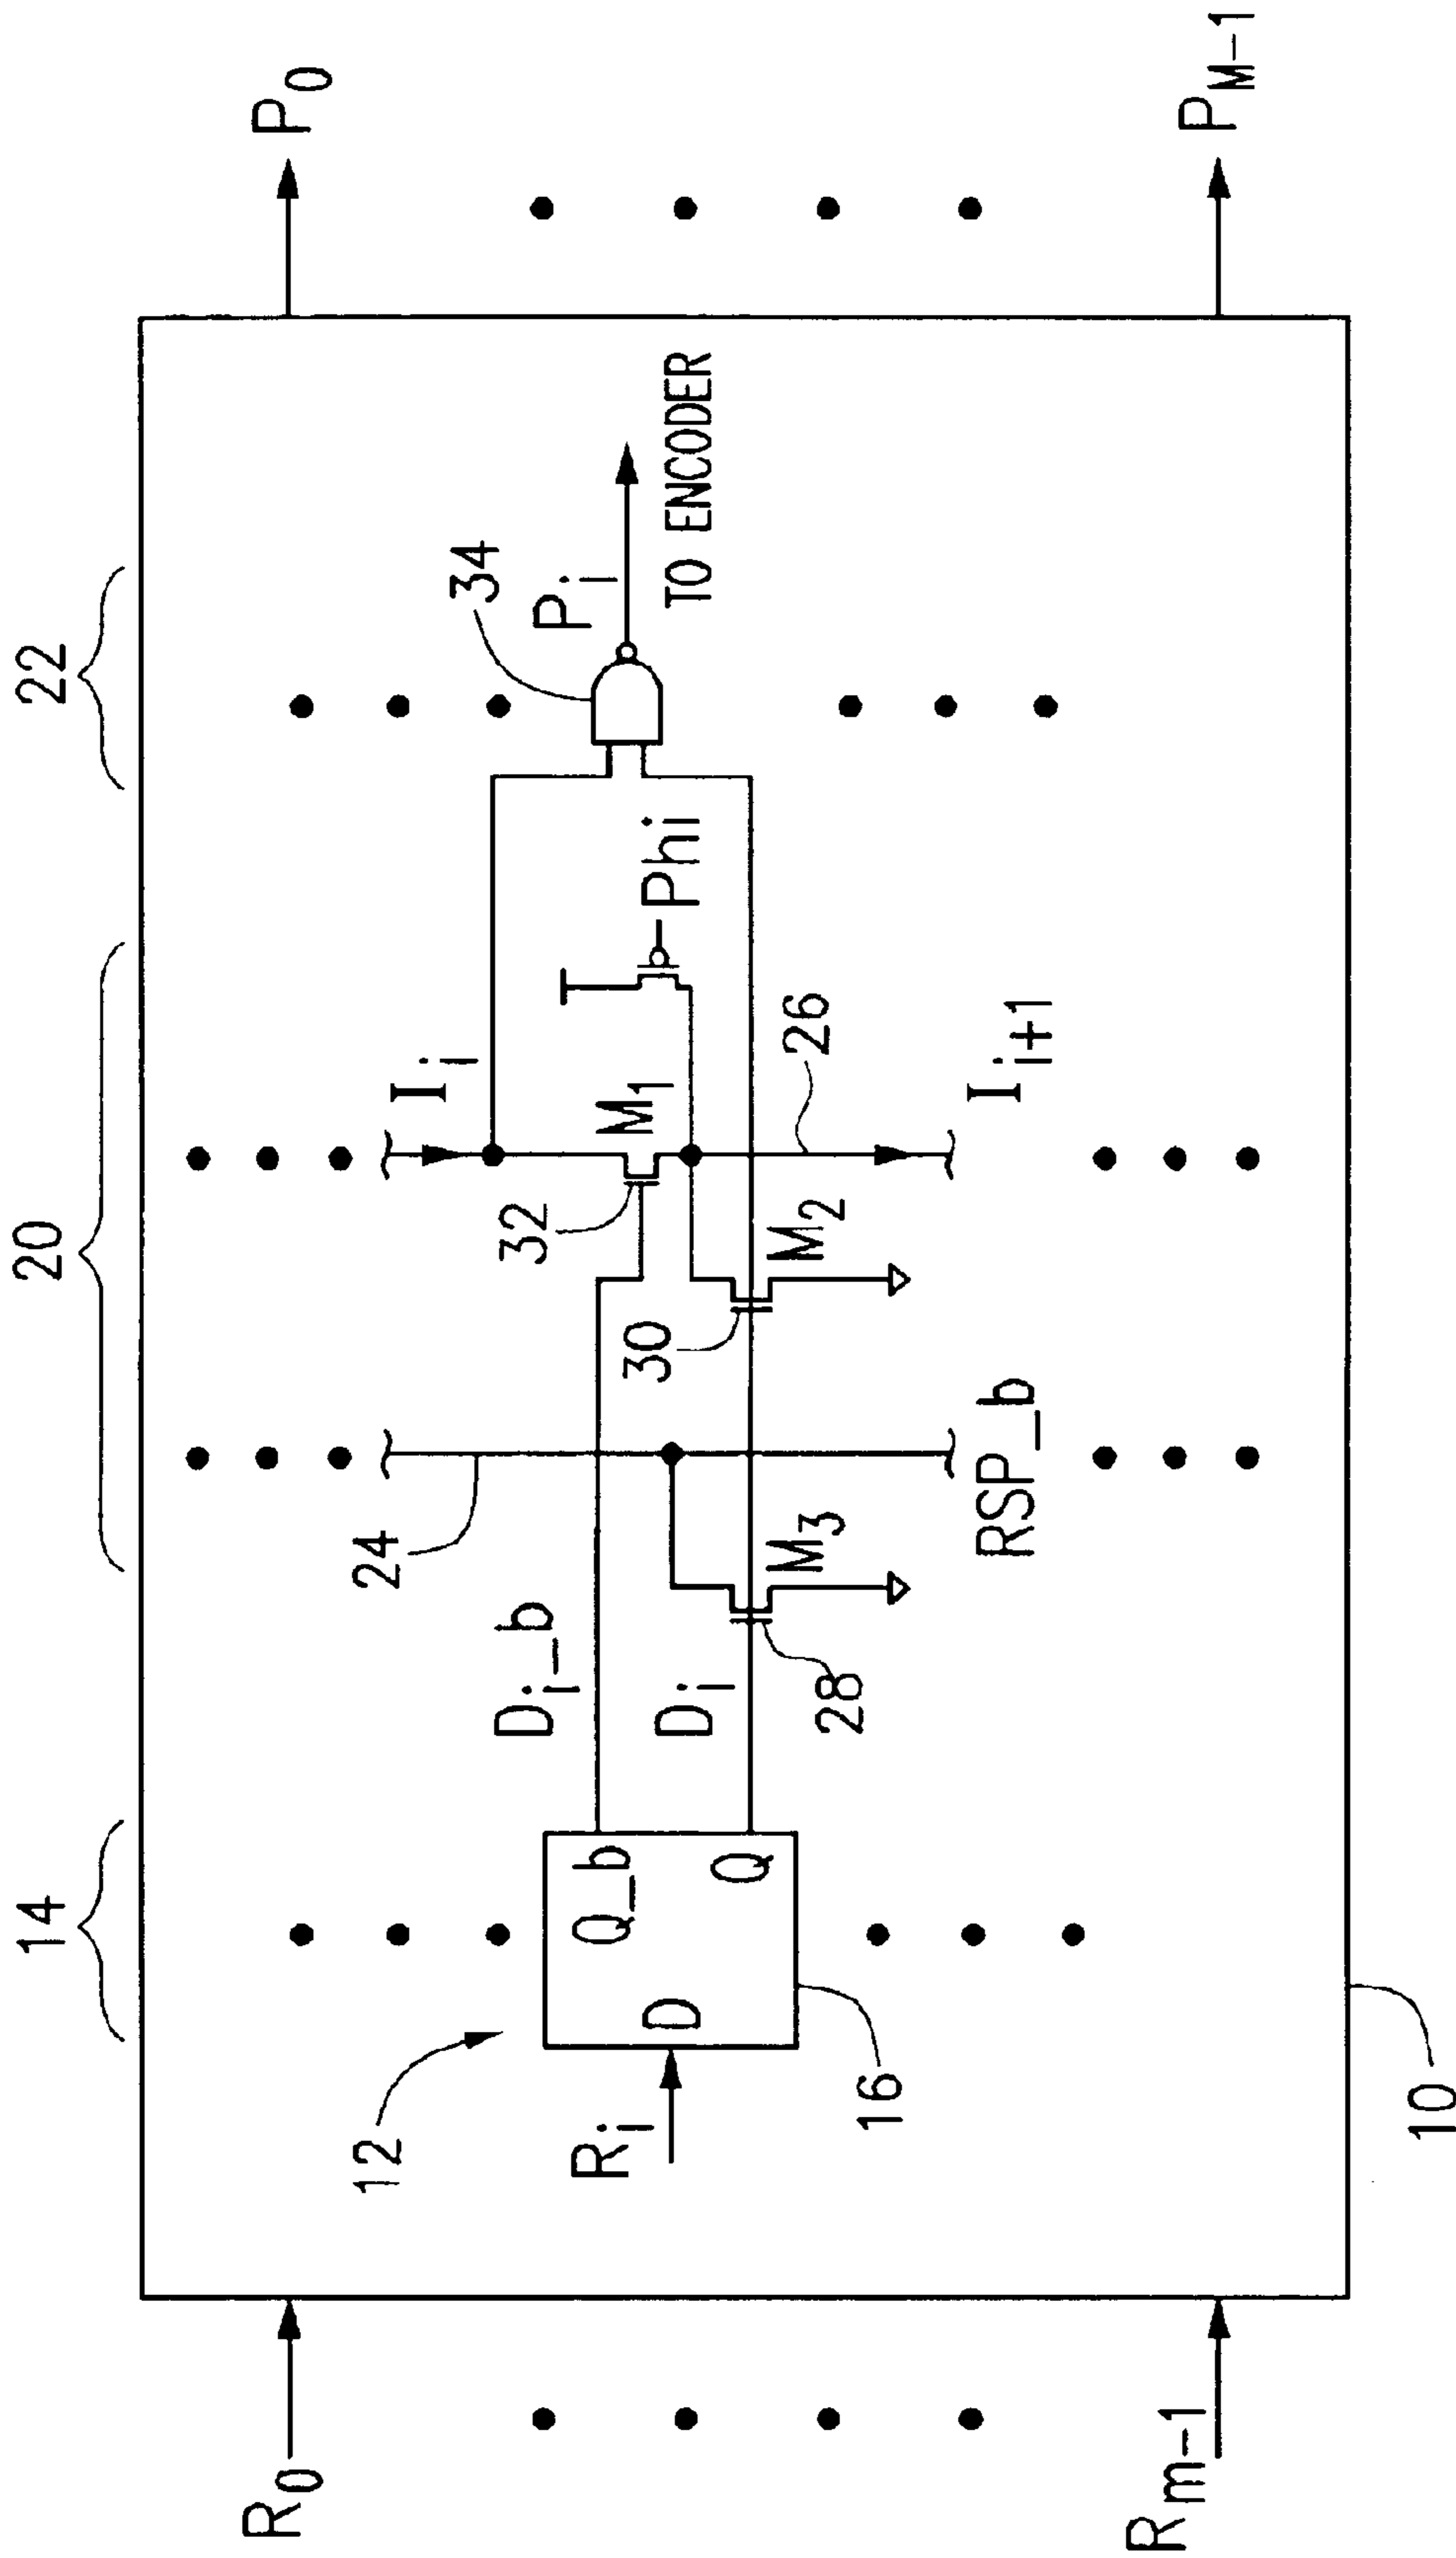 14
20
22
R0
P0
12
Ri
D
Q_b
Q
16
Di_b
Di
24
28
M3
RSP_b
32
30
M2
Ii
M1
26
Ii+1
Phi
34
Pi
TO ENCODER
Rm-1
PM-1
10